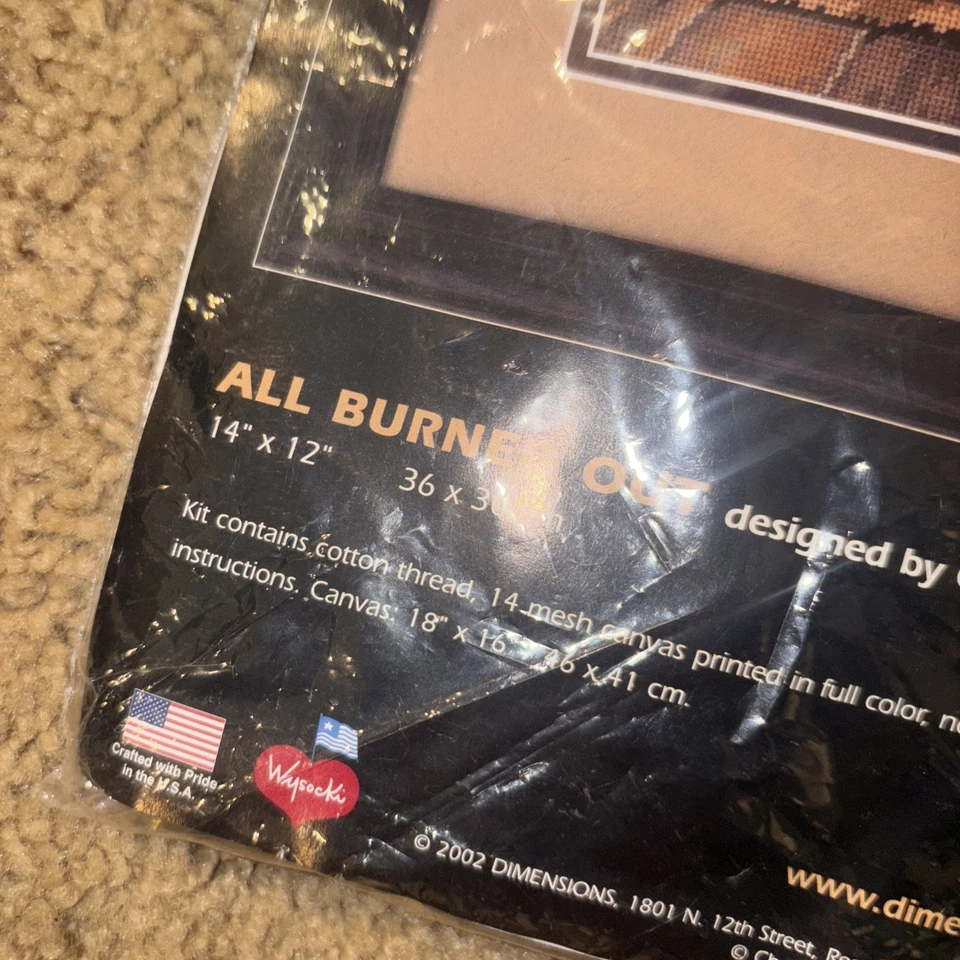 ALL BURNED OUT designed by
14" x 12" 36 x
Kit contains cotton thread, 14 mesh canvas printed in full color,
instructions. Canvas: 18" x 16" 46 x 41 cm.
Crafted with Pride
in the U.S.A.
Wysocki
© 2002 DIMENSIONS, 1801 N. 12th Street,
©
www.dime